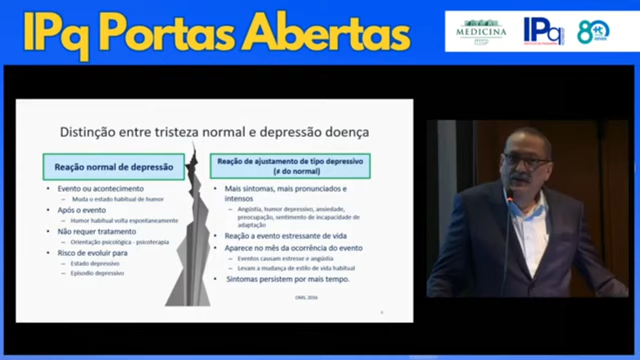 IPq Portas Abertas
MEDICINA
USP
IPq
80
anos
Distinção entre tristeza normal e depressão doença
Reação normal de depressão
• Evento ou acontecimento
– Muda o estado habitual de humor
• Após o evento
– Humor habitual volta espontaneamente
• Não requer tratamento
– Orientação psicológica - psicoterapia
• Risco de evoluir para
– Estado depressivo
– Episodio depressivo
Reação de ajustamento de tipo depressivo
(≠ do normal)
• Mais sintomas, mais pronunciados e
intensos
– Angústia, humor depressivo, ansiedade,
preocupação, sentimento de incapacidade de
adaptação
• Reação a evento estressante de vida
• Aparece no mês da ocorrência do evento
– Eventos causam estresse e angústia
– Levam a mudança de estilo de vida habitual
• Sintomas persistem por mais tempo.